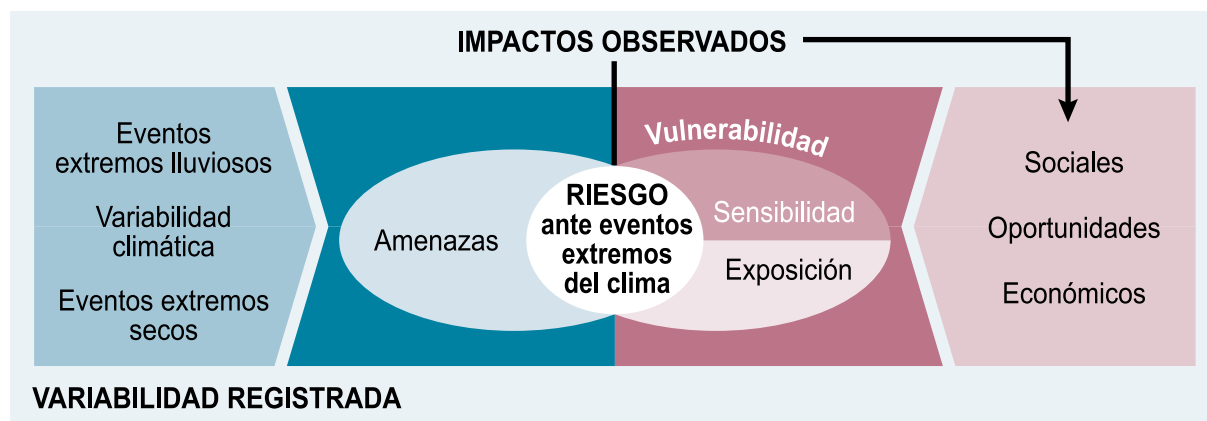 IMPACTOS OBSERVADOS
Eventos
extremos lluviosos
Variabilidad
climática
Eventos extremos
secos
Amenazas
RIESGO
ante eventos
extremos
del clima
Vulnerabilidad
Sensibilidad
Exposición
Sociales
Oportunidades
Económicos
VARIABILIDAD REGISTRADA